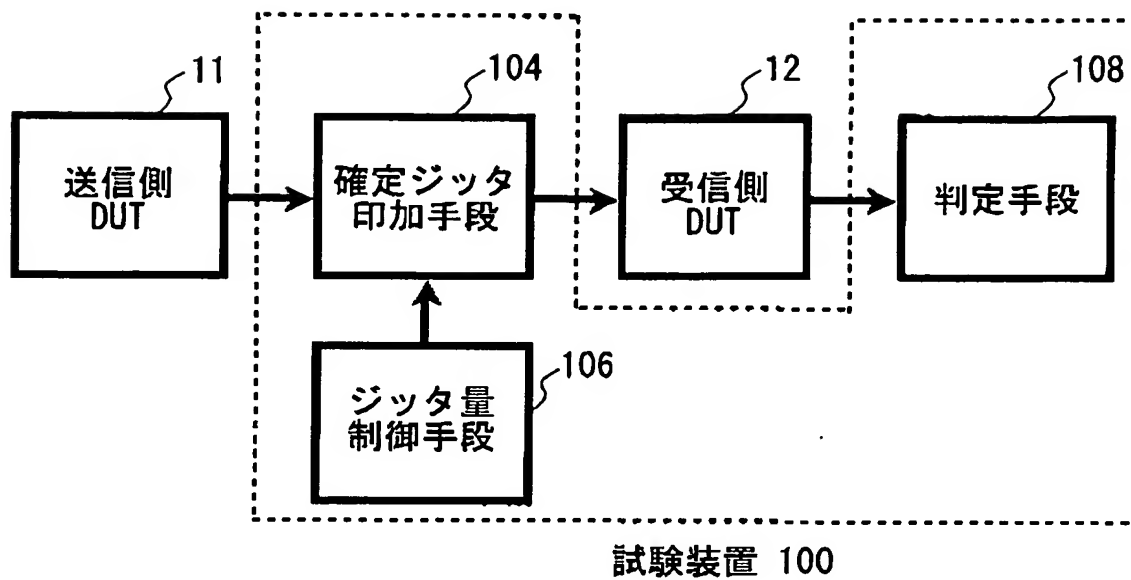 11
104
12
108
送信側
DUT
確定ジッタ
印加手段
受信側
DUT
判定手段
106
ジッタ量
制御手段
試験装置 100